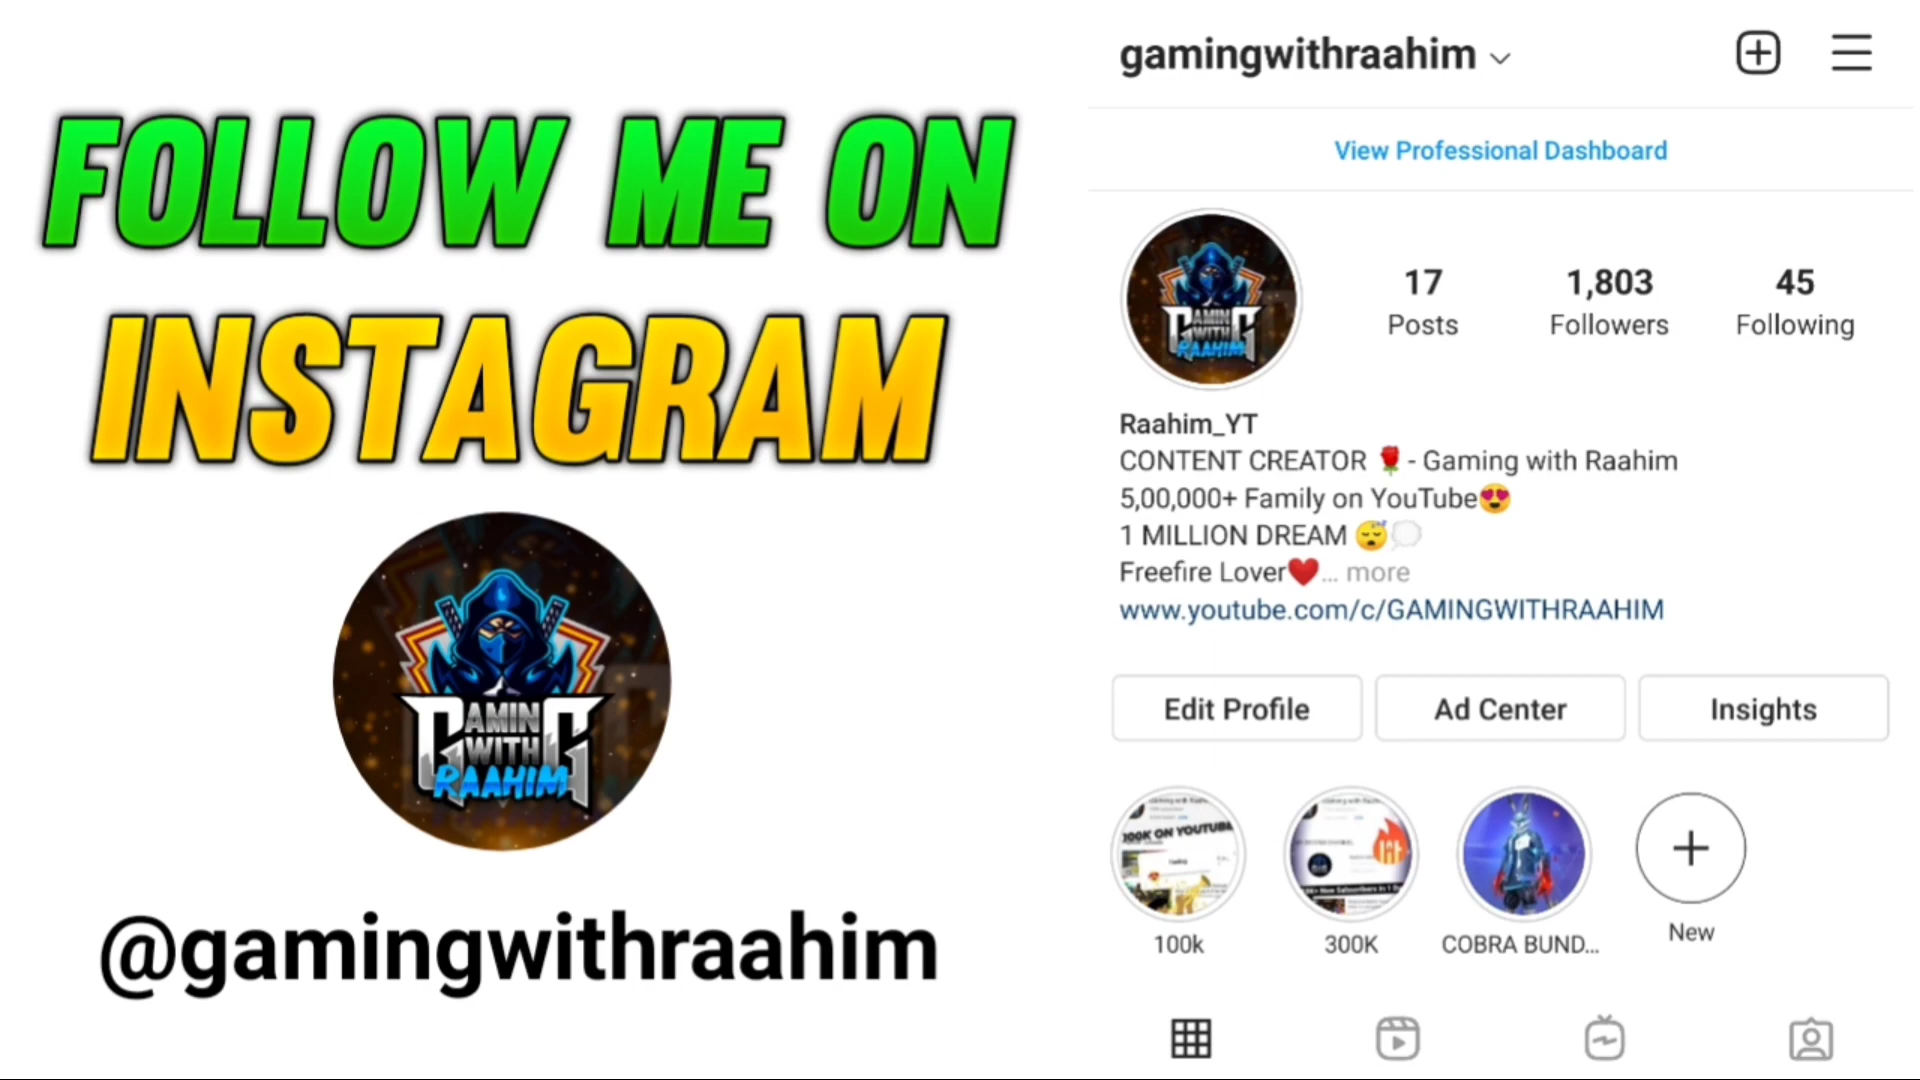 FOLLOW ME ON
INSTAGRAM
GAMING
WITH
RAAHIM
@gamingwithraahim
gamingwithraahim
View Professional Dashboard
GAMING
WITH
RAAHIM
17
Posts
1,803
Followers
45
Following
Raahim_YT
CONTENT CREATOR 🌹 - Gaming with Raahim
5,00,000+ Family on YouTube😍
1 MILLION DREAM 😴💭
Freefire Lover❤️... more
www.youtube.com/c/GAMINGWITHRAAHIM
Edit Profile
Ad Center
Insights
ON YOUTUBE
100k
300K
COBRA BUND...
New